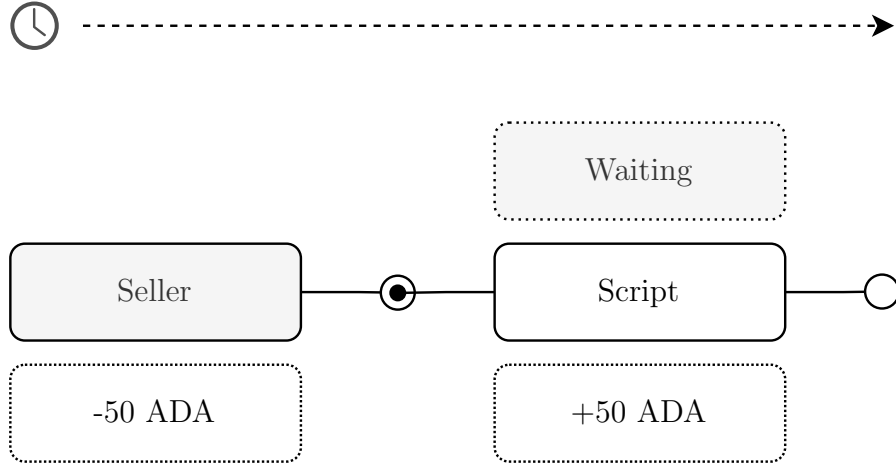 Waiting
Seller
Script
-50 ADA
+50 ADA